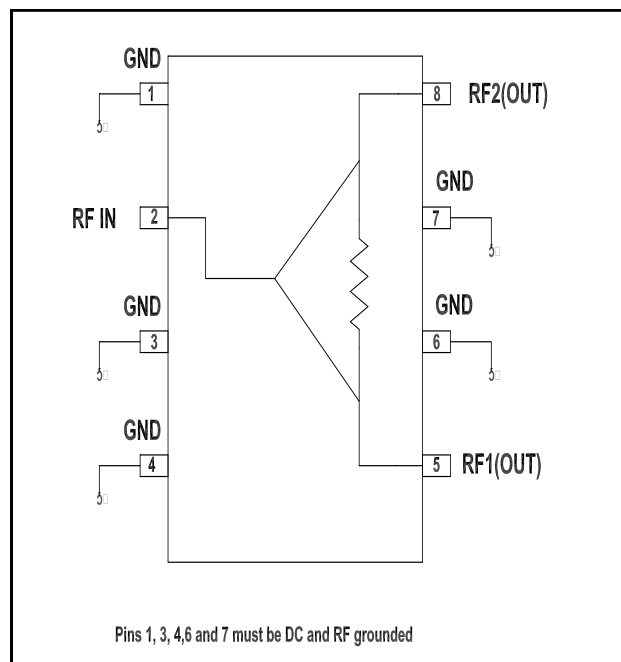 GND
1
8 RF2(OUT)
GND
RF IN 2
7
GND
GND
3
6
GND
4
5 RF1(OUT)
Pins 1, 3, 4,6 and 7 must be DC and RF grounded